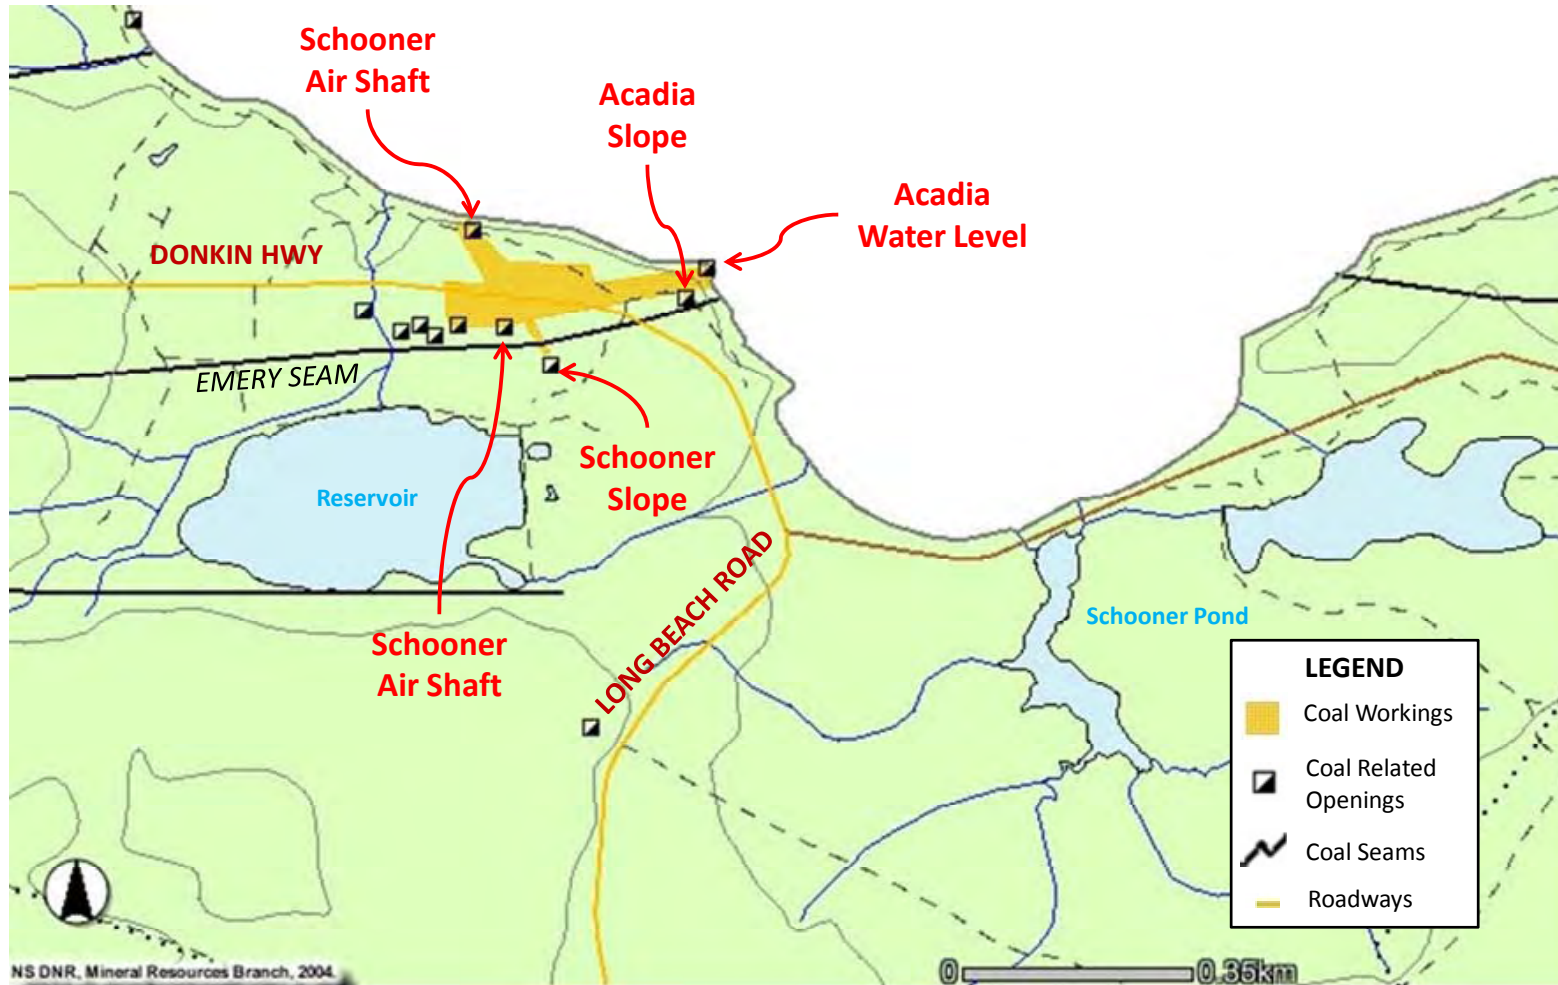 Schooner
Air Shaft
Acadia
Slope
Acadia
Water Level
DONKIN HWY
EMERY SEAM
Schooner
Slope
Reservoir
LONG BEACH ROAD
Schooner
Air Shaft
Schooner Pond
LEGEND
Coal Workings
Coal Related
Openings
Coal Seams
Roadways
NS DNR, Mineral Resources Branch, 2004.
0 0.35km